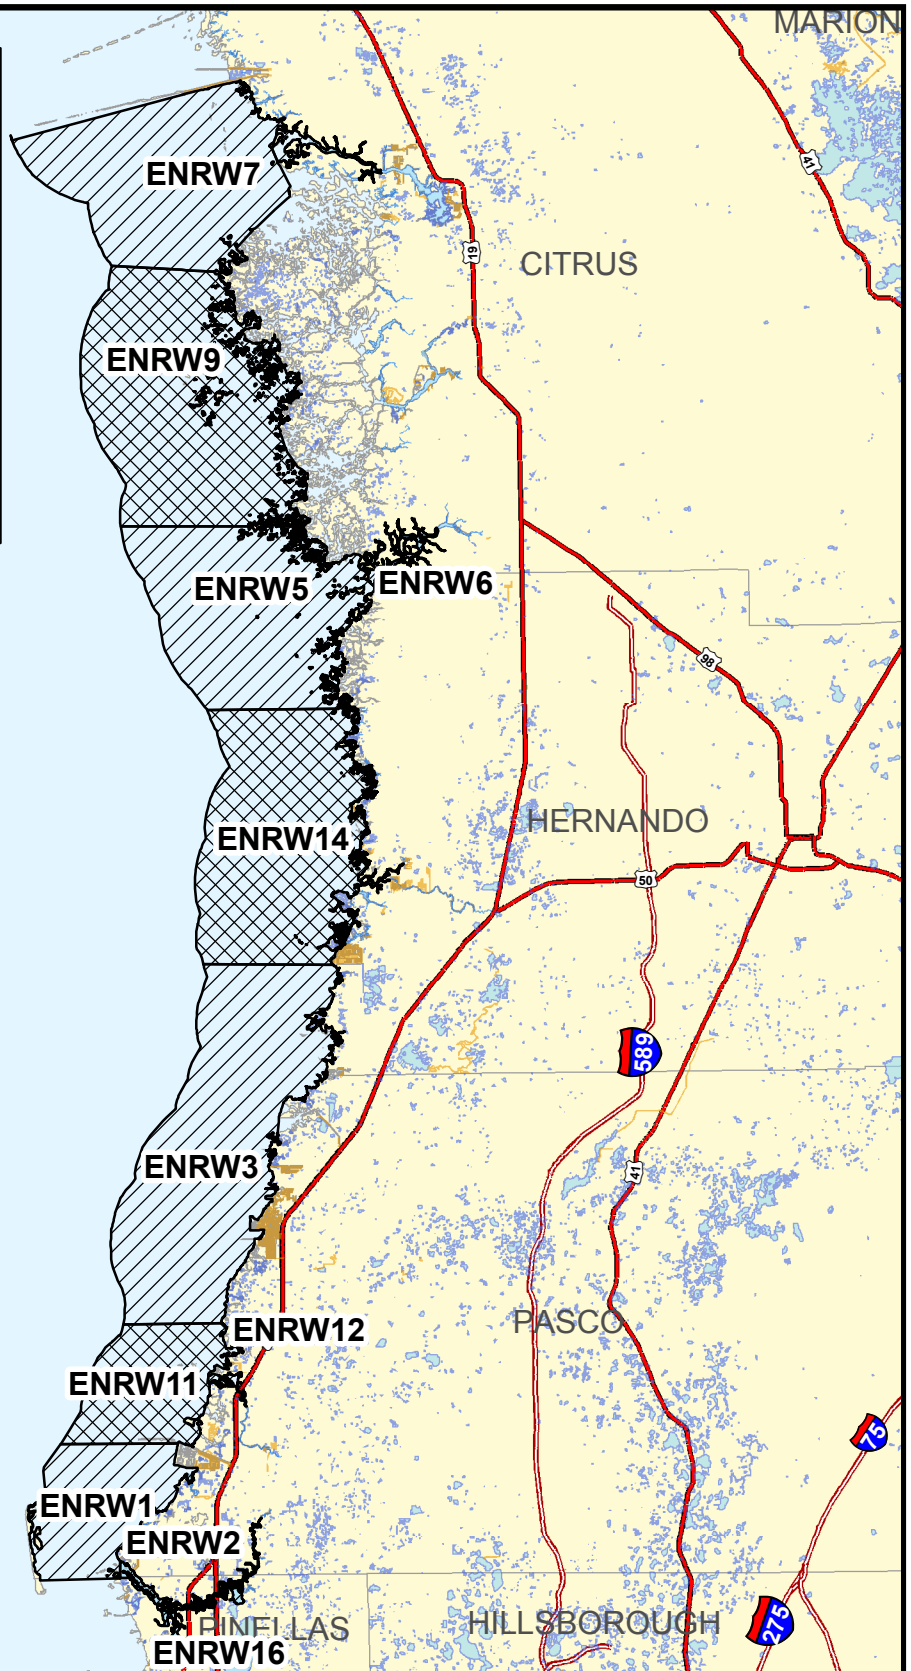 MARION
41
ENRW7
19
CITRUS
ENRW9
ENRW5
ENRW6
98
HERNANDO
ENRW14
50
589
ENRW3
41
PASCO
ENRW12
ENRW11
75
ENRW1
ENRW2
275
HILLSBOROUGH
PINELLAS
ENRW16